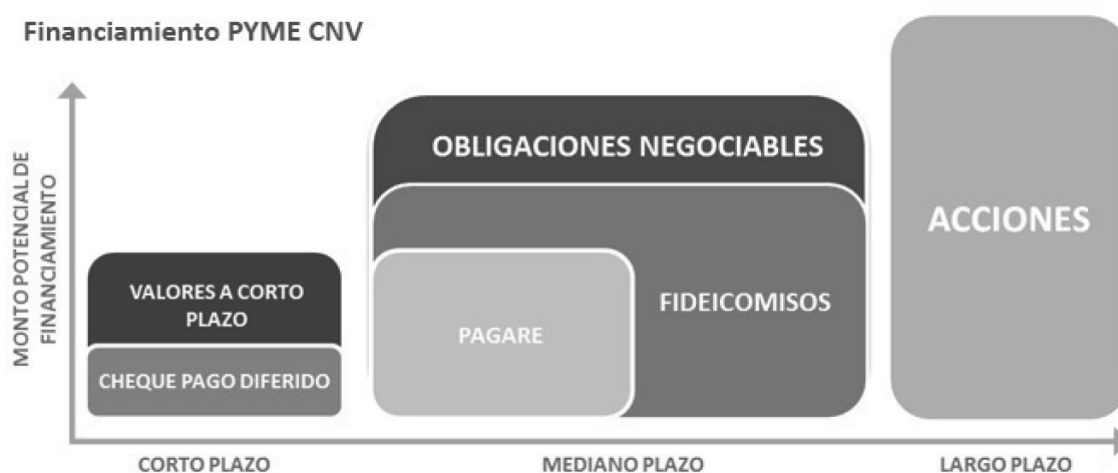 Financiamiento PYME CNV
MONTO POTENCIAL DE
FINANCIAMIENTO
VALORES A CORTO
PLAZO
CHEQUE PAGO DIFERIDO
OBLIGACIONES NEGOCIABLES
FIDEICOMISOS
PAGARE
ACCIONES
CORTO PLAZO
MEDIANO PLAZO
LARGO PLAZO